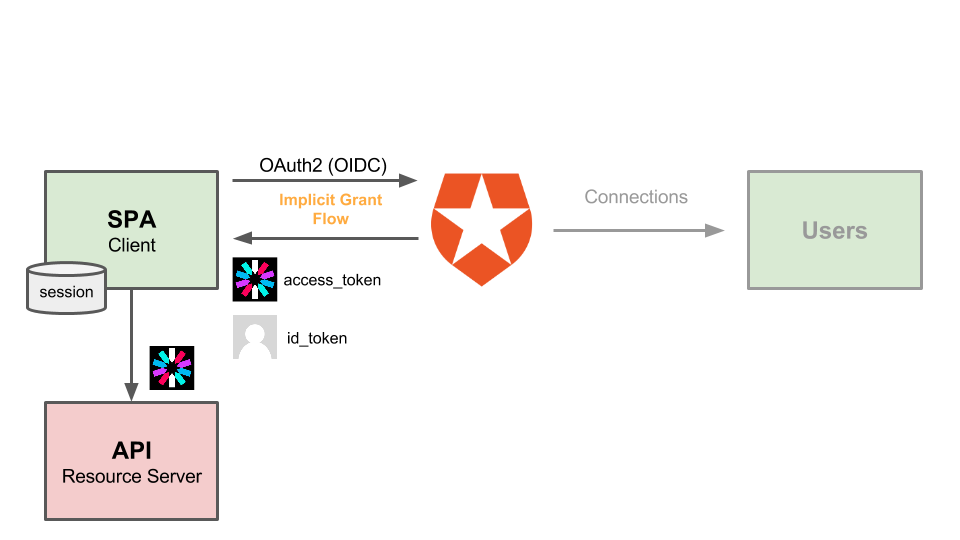 OAuth2 (OIDC)
Implicit Grant
Flow
SPA
Client
session
access_token
id_token
Connections
Users
API
Resource Server